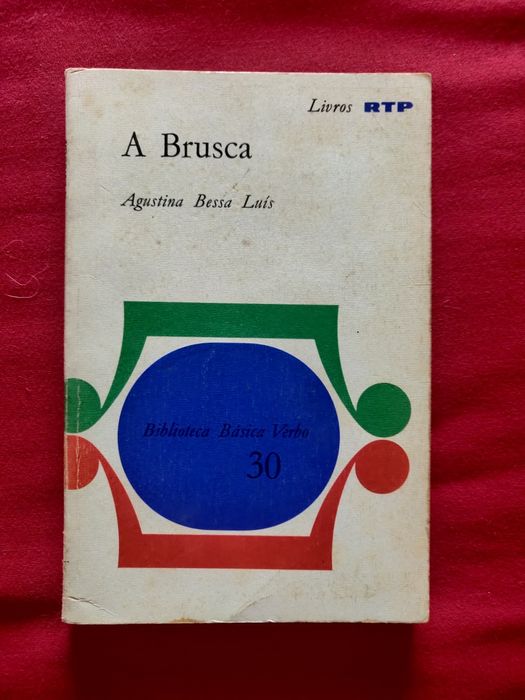 Livros RTP
A Brusca
Agustina Bessa Luís
Biblioteca Básica Verbo
30